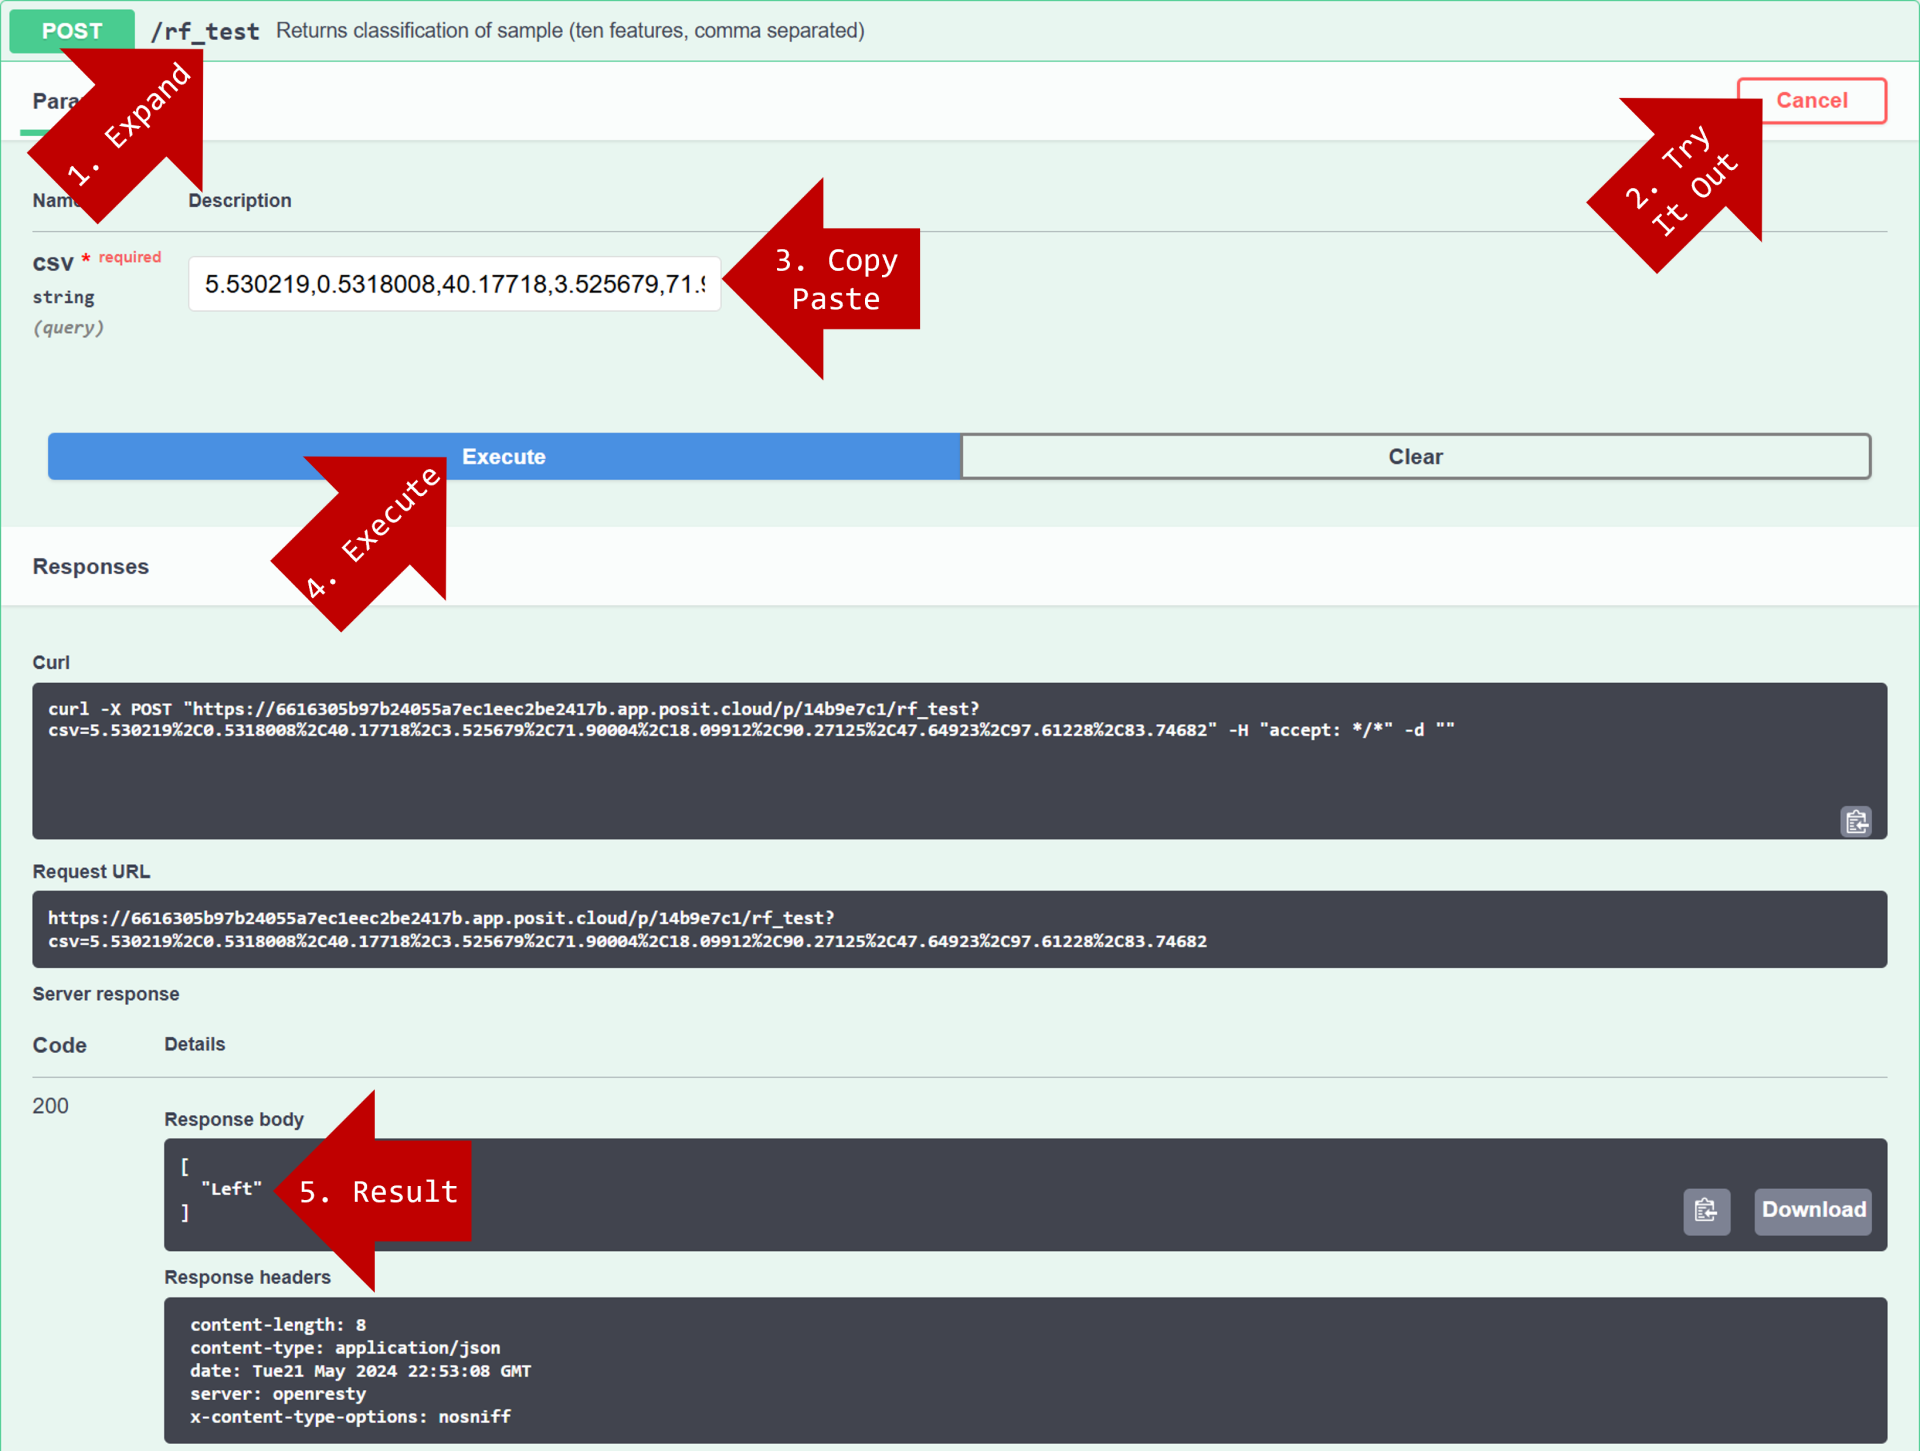 POST /rf_test Returns classification of sample (ten features, comma separated)
1. Expand
Cancel
2. Try
It Out
Description
csv * required
string
(query)
5.530219,0.5318008,40.17718,3.525679,71.9
3. Copy
Paste
Execute
Clear
4. Execute
Responses
Curl
curl -X POST "https://6616305b97b24055a7ec1eec2be2417b.app.posit.cloud/p/14b9e7c1/rf_test?
csv=5.530219%2C0.5318008%2C40.17718%2C3.525679%2C71.90004%2C18.09912%2C90.27125%2C47.64923%2C97.61228%2C83.74682" -H "accept: */*" -d ""
Request URL
https://6616305b97b24055a7ec1eec2be2417b.app.posit.cloud/p/14b9e7c1/rf_test?
csv=5.530219%2C0.5318008%2C40.17718%2C3.525679%2C71.90004%2C18.09912%2C90.27125%2C47.64923%2C97.61228%2C83.74682
Server response
Code Details
200
Response body
[
"Left"
]
5. Result
Download
Response headers
content-length: 8
content-type: application/json
date: Tue21 May 2024 22:53:08 GMT
server: openresty
x-content-type-options: nosniff